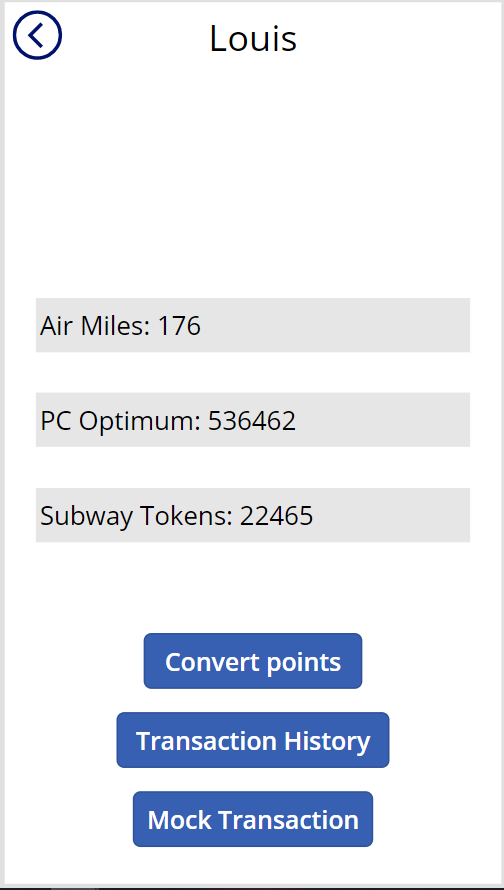 Louis
Air Miles: 176
PC Optimum: 536462
Subway Tokens: 22465
Convert points
Transaction History
Mock Transaction